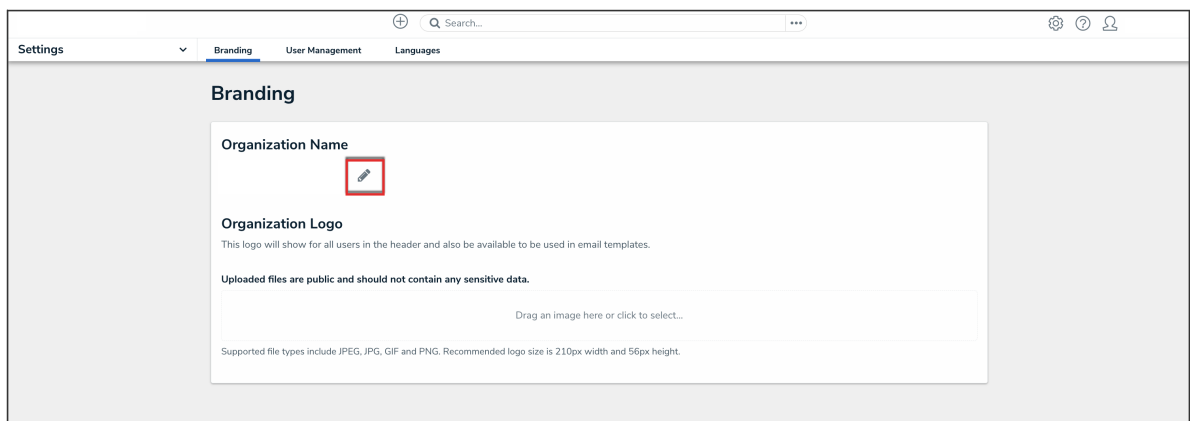 Search...
Settings
Branding
User Management
Languages
Branding
Organization Name
Organization Logo
This logo will show for all users in the header and also be available to be used in email templates.
Uploaded files are public and should not contain any sensitive data.
Drag an image here or click to select...
Supported file types include JPEG, JPG, GIF and PNG. Recommended logo size is 210px width and 56px height.